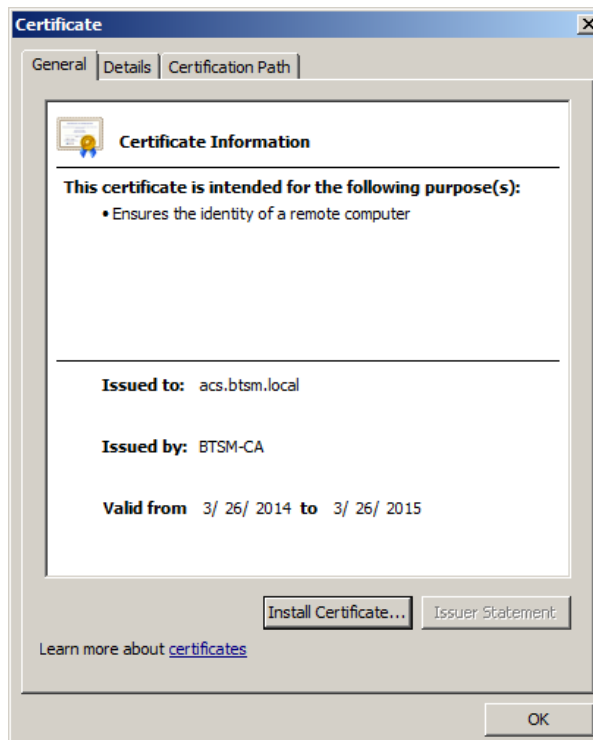 Certificate
General Details Certification Path
Certificate Information
This certificate is intended for the following purpose(s):
• Ensures the identity of a remote computer
Issued to: acs.btsm.local
Issued by: BTSM-CA
Valid from 3/ 26/ 2014 to 3/ 26/ 2015
Install Certificate... Issuer Statement
Learn more about certificates
OK